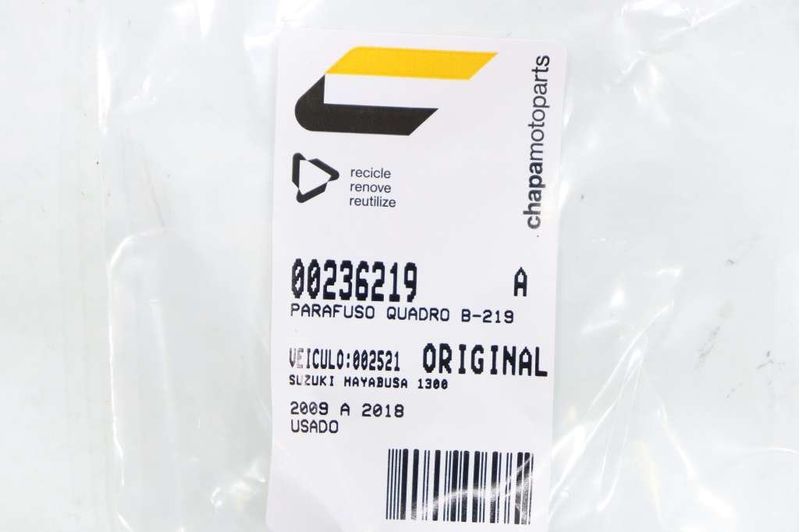 chapamotoparts
recicle
renove
reutilize
00236219 A
PARAFUSO QUADRO B-219
VEICULO:002521 ORIGINAL
SUZUKI HAYABUSA 1300
2009 A 2018
USADO